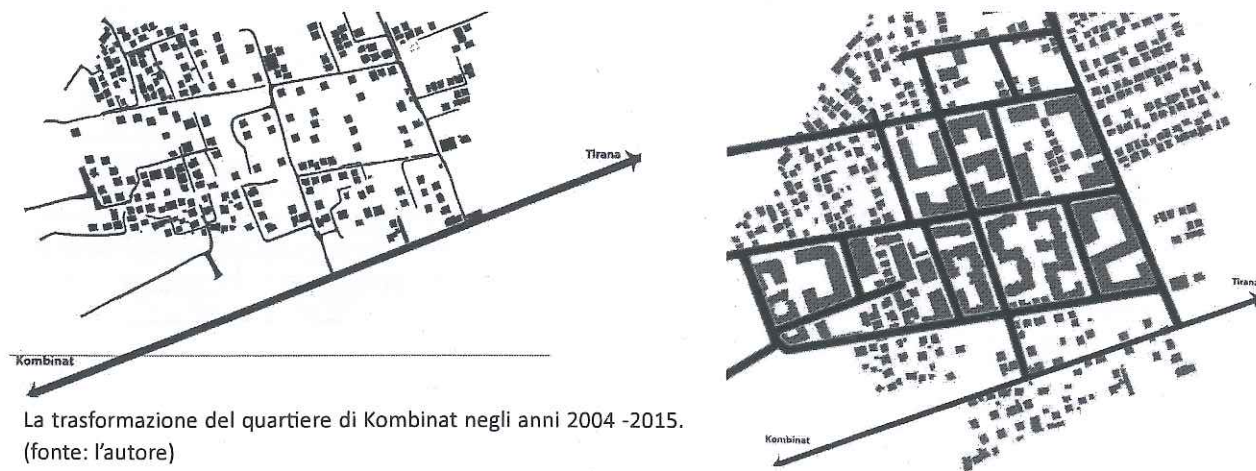 Tirana
Kombinat
La trasformazione del quartiere di Kombinat negli anni 2004 -2015.
(fonte: l'autore)
Tirana
Kombinat